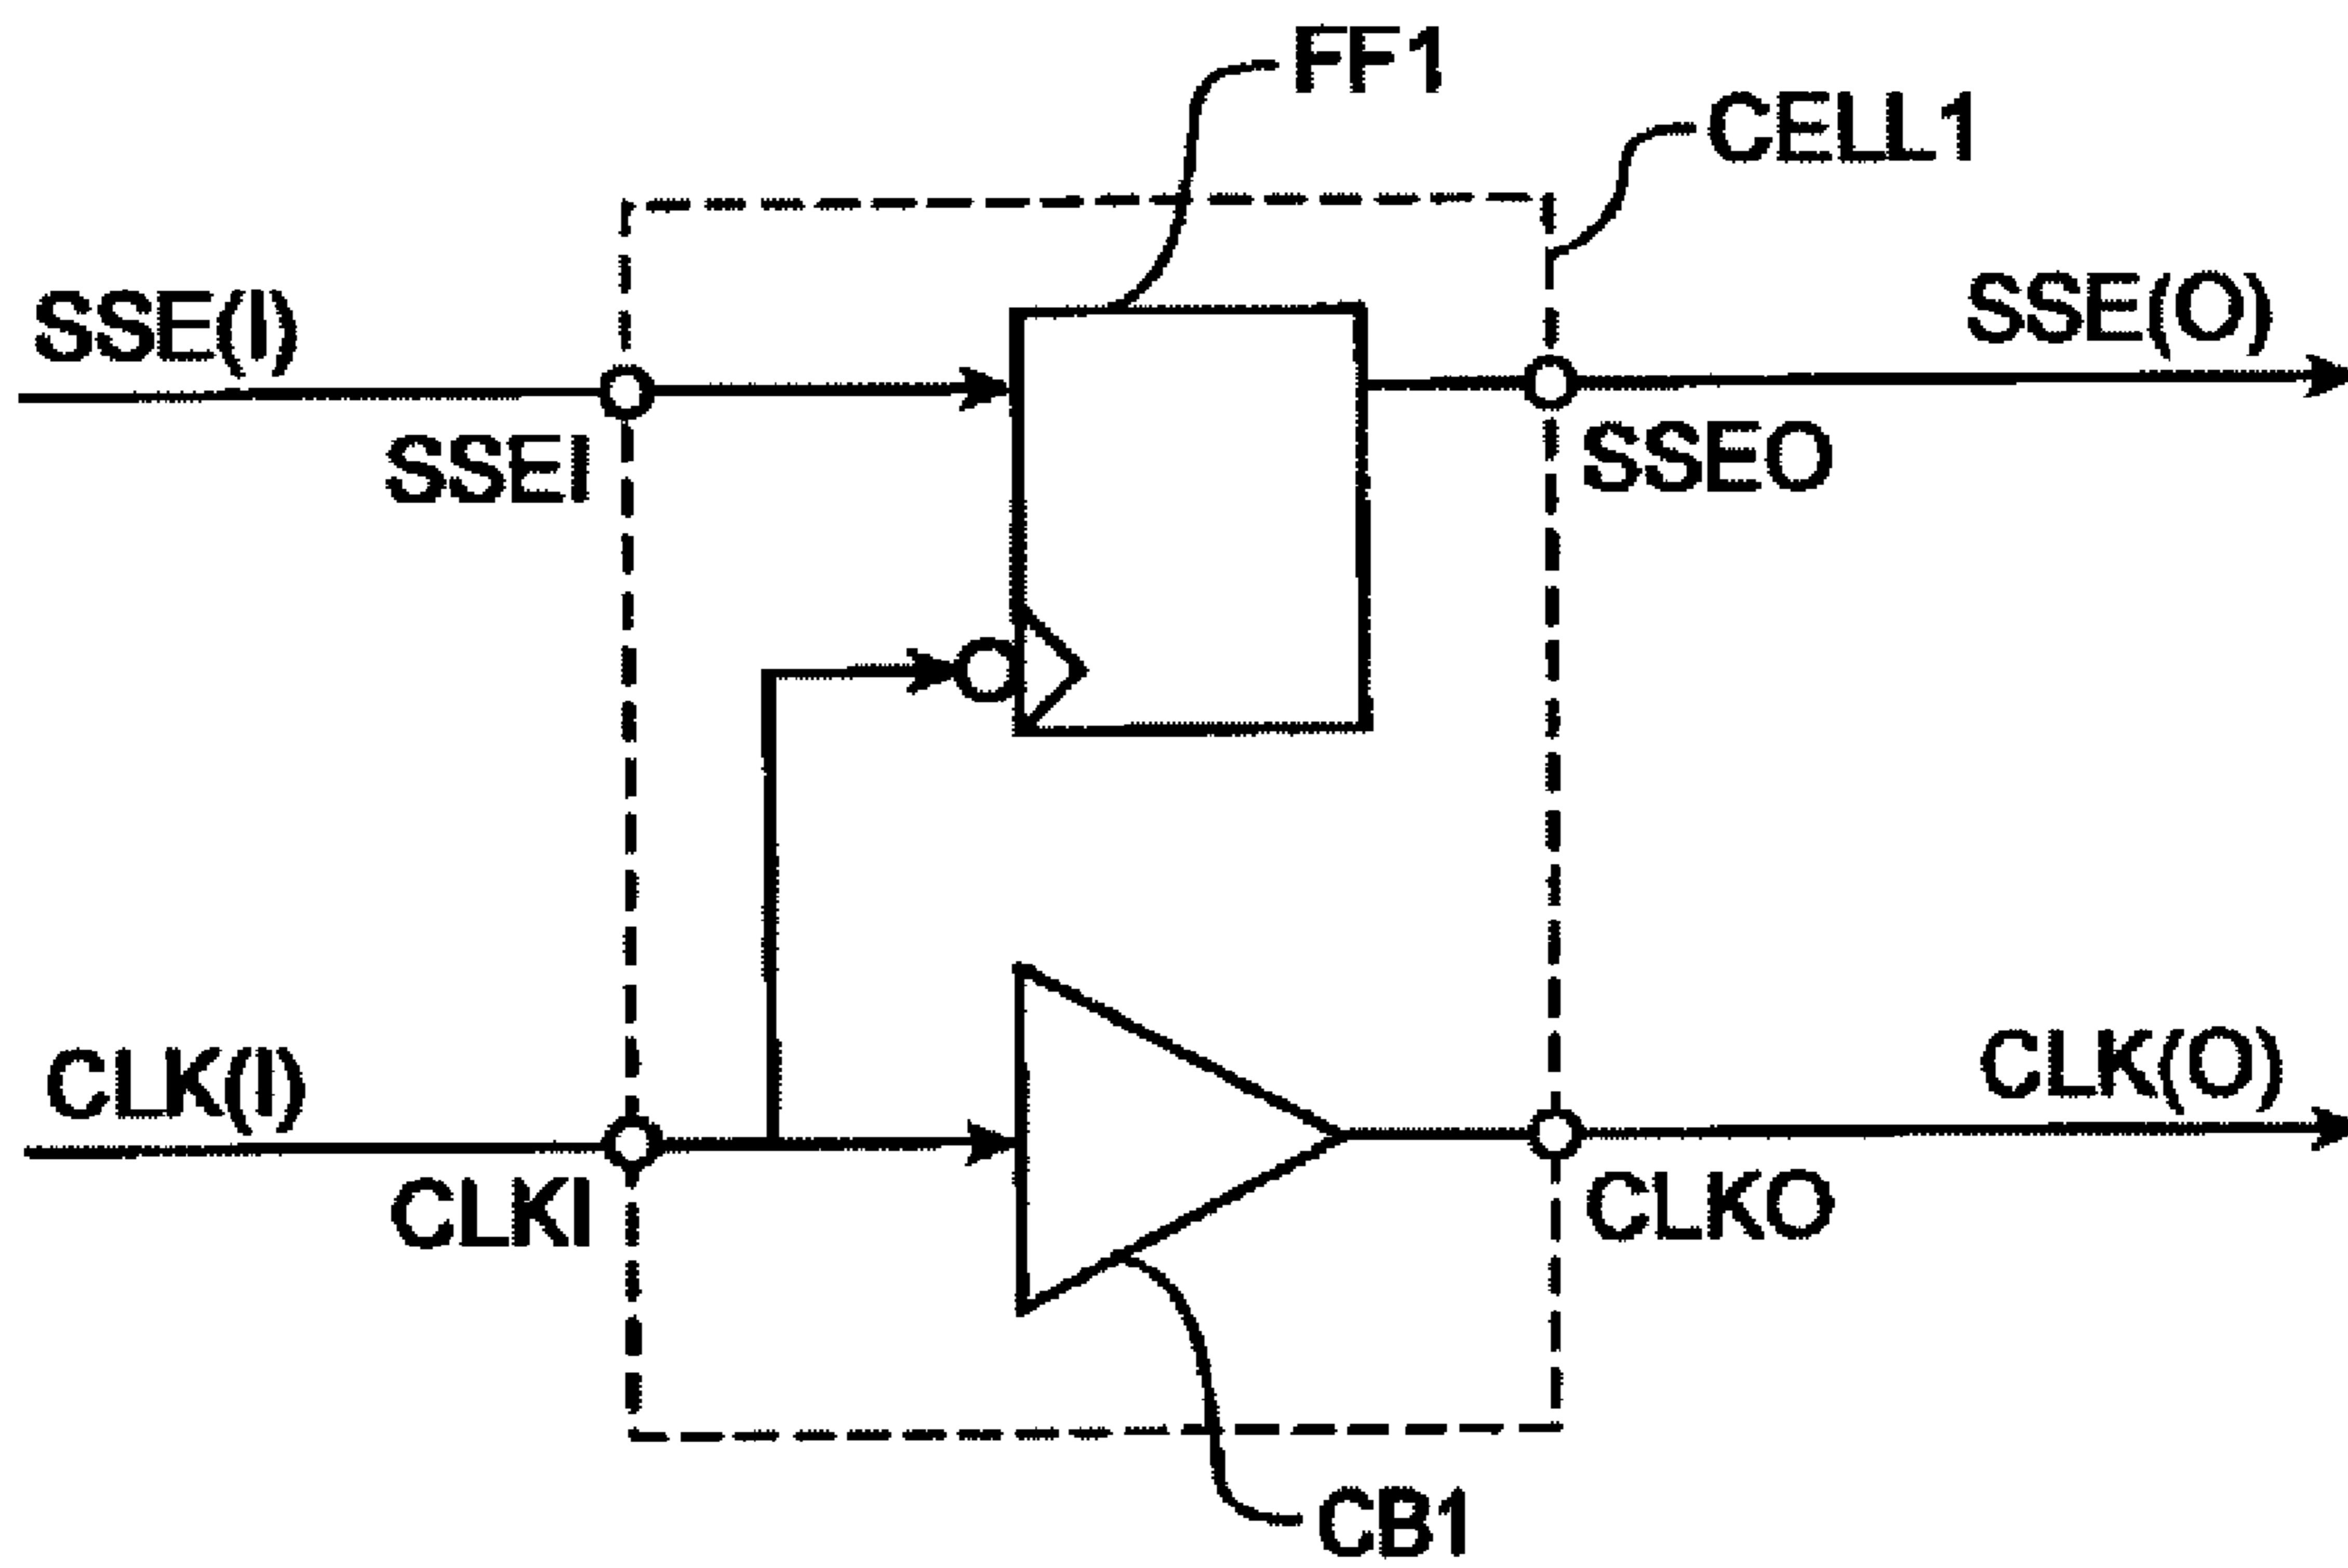 FF1
CELL1
SSE(I)
SSE(O)
SSEI
SSEO
CLK(I)
CLK(O)
CLKI
CLKO
CB1